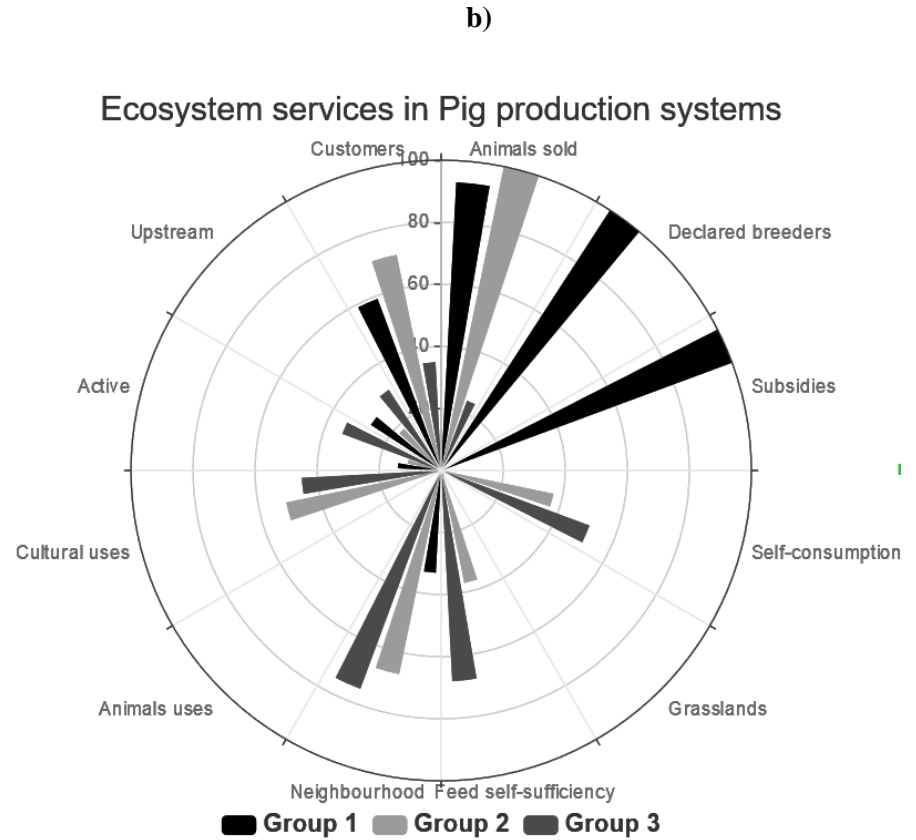 b)
Ecosystem services in Pig production systems
Customers
Animals sold
100
Upstream
Declared breeders
80
60
40
Active
Subsidies
Cultural uses
Self-consumption
Animals uses
Grasslands
Neighbourhood
Feed self-sufficiency
Group 1
Group 2
Group 3